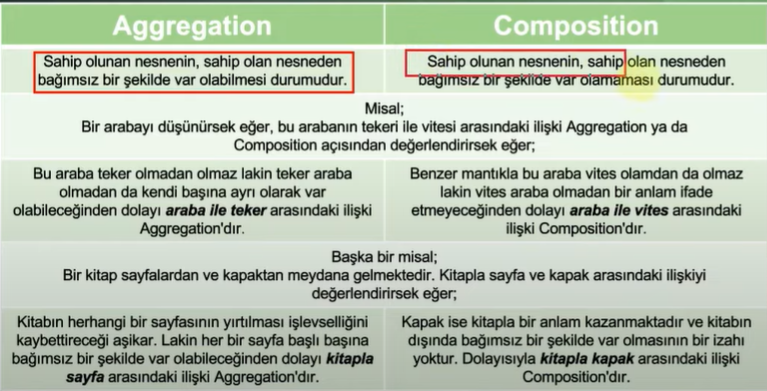 Aggregation
Composition
Sahip olunan nesnenin, sahip olan nesneden
bağımsız bir şekilde var olabilmesi durumudur.
Sahip olunan nesnenin, sahip olan nesneden
bağımsız bir şekilde var olamaması durumudur.
Misal;
Bir arabayı düşünürsek eğer, bu arabanın tekeri ile vitesi arasındaki ilişki Aggregation ya da
Composition açısından değerlendirirsek eğer;
Bu araba teker olmadan olmaz lakin teker araba
olmadan da kendi başına ayrı olarak var
olabileceğinden dolayı araba ile teker arasındaki ilişki
Aggregation'dır.
Benzer mantıkla bu araba vites olamdan da olmaz
lakin vites araba olmadan bir anlam ifade
etmeyeceğinden dolayı araba ile vites arasındaki
ilişki Composition'dır.
Başka bir misal;
Bir kitap sayfalardan ve kapaktan meydana gelmektedir. Kitapla sayfa ve kapak arasındaki ilişkiyi
değerlendirirsek eğer;
Kitabın herhangi bir sayfasının yırtılması işlevselliğini
kaybettireceği aşikar. Lakin her bir sayfa başlı başına
bağımsız bir şekilde var olabileceğinden dolayı kitapla
sayfa arasındaki ilişki Aggregation'dır.
Kapak ise kitapla bir anlam kazanmaktadır ve kitabın
dışında bağımsız bir şekilde var olmasının bir izahı
yoktur. Dolayısıyla kitapla kapak arasındaki ilişki
Composition'dır.